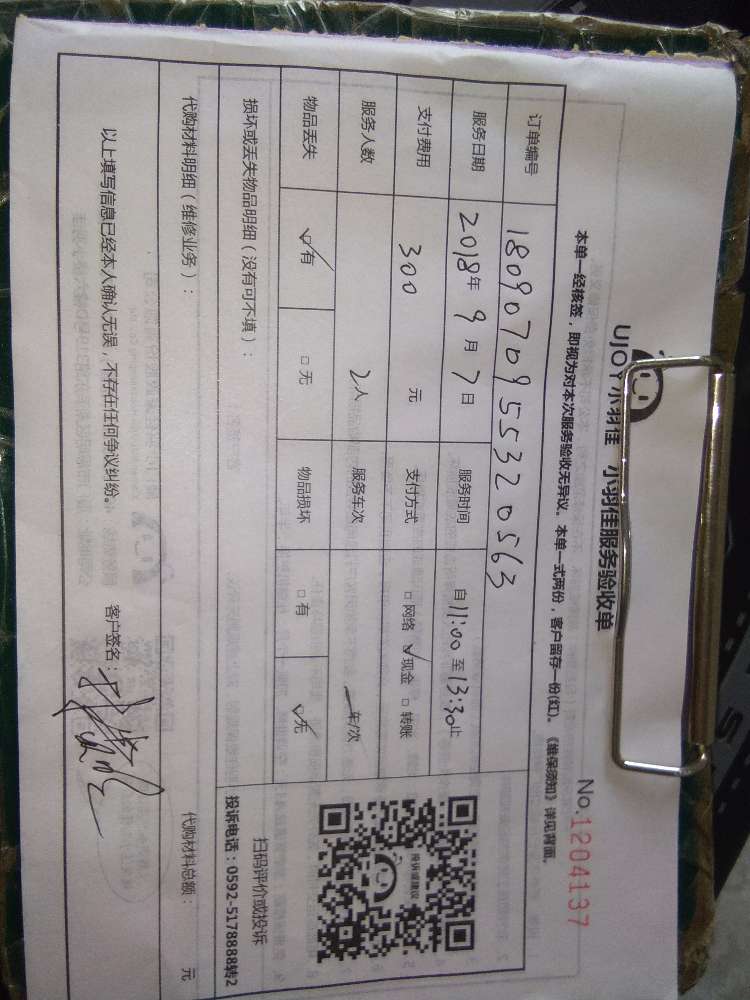 UJOY小羽佳 小羽佳服务验收单
No:1204137
本单一经核签，即视为对本次服务验收无异议。本单一式两份，客户留存一份(红)。《维保须知》详见背面。
订单编号 1809070955320563
服务日期 2018年9月7日 服务时间 自11:00至13:30止
支付费用 300 元 支付方式 □网络 ☑现金 □转账
服务人数 2人 服务车次 一车/次
物品丢失 ☑有 □无 物品损坏 □有 ☑无
损坏或丢失物品明细（没有可不填）：
代购材料明细（维修业务）： 代购材料总额： 元
以上填写信息已经本人确认无误，不存在任何争议纠纷。 客户签名：
投诉或建议
扫码评价或投诉
投诉电话：0592-5178888转2